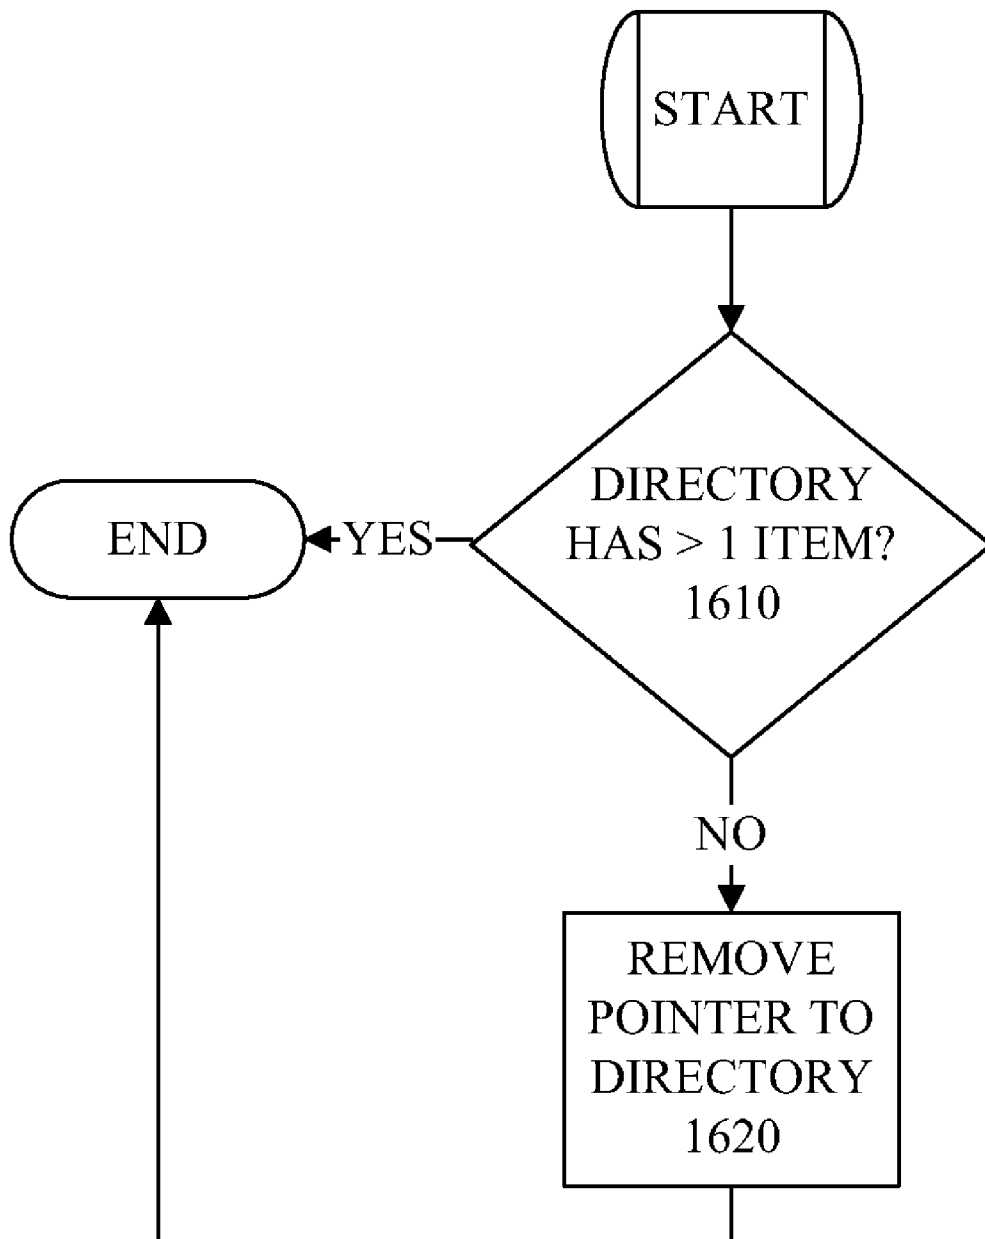 START
DIRECTORY
HAS > 1 ITEM?
1610
END
YES
NO
REMOVE
POINTER TO
DIRECTORY
1620